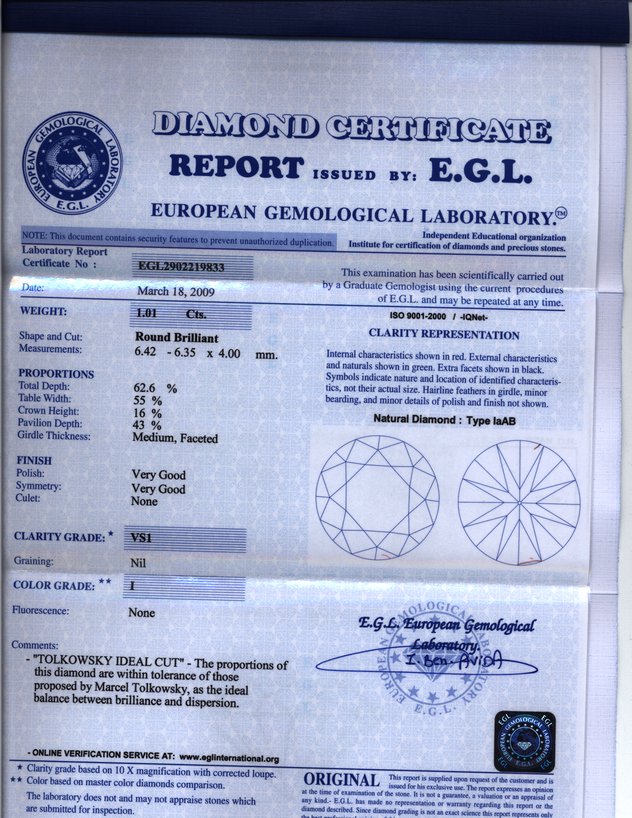 EUROPEAN GEMOLOGICAL LABORATORY
E.G.L.
DIAMOND CERTIFICATE
REPORT ISSUED BY: E.G.L.
EUROPEAN GEMOLOGICAL LABORATORY.™
NOTE: This document contains security features to prevent unauthorized duplication.
Independent Educational organization
Institute for certification of diamonds and precious stones.
Laboratory Report
Certificate No : EGL2902219833
Date: March 18, 2009
WEIGHT: 1.01 Cts.
Shape and Cut: Round Brilliant
Measurements: 6.42 - 6.35 x 4.00 mm.
PROPORTIONS
Total Depth: 62.6 %
Table Width: 55 %
Crown Height: 16 %
Pavilion Depth: 43 %
Girdle Thickness: Medium, Faceted
FINISH
Polish: Very Good
Symmetry: Very Good
Culet: None
CLARITY GRADE: * VS1
Graining: Nil
COLOR GRADE: ** I
Fluorescence: None
Comments:
- "TOLKOWSKY IDEAL CUT" - The proportions of
this diamond are within tolerance of those
proposed by Marcel Tolkowsky, as the ideal
balance between brilliance and dispersion.
- ONLINE VERIFICATION SERVICE AT: www.eglinternational.org
* Clarity grade based on 10 X magnification with corrected loupe.
** Color based on master color diamonds comparison.
The laboratory does not and may not appraise stones which
are submitted for inspection.
This examination has been scientifically carried out
by a Graduate Gemologist using the current procedures
of E.G.L. and may be repeated at any time.
ISO 9001-2000 / -IQNet-
CLARITY REPRESENTATION
Internal characteristics shown in red. External characteristics
and naturals shown in green. Extra facets shown in black.
Symbols indicate nature and location of identified characteris-
tics, not their actual size. Hairline feathers in girdle, minor
bearding, and minor details of polish and finish not shown.
Natural Diamond : Type IaAB
E.G.L. European Gemological
Laboratory.
I. Ben-AVIDA
GEMOLOGICAL
E.G.L.
EGL
EUROPEAN GEMOLOGICAL LABORATORY
E.G.L.
ORIGINAL
This report is supplied upon request of the customer and is
issued for his exclusive use. The report expresses an opinion
at the time of examination of the stone. It is not a guarantee, a valuation or an appraisal of
any kind.- E.G.L. has made no representation or warranty regarding this report or the
diamond described. Since diamond grading is not an exact science this report represents only